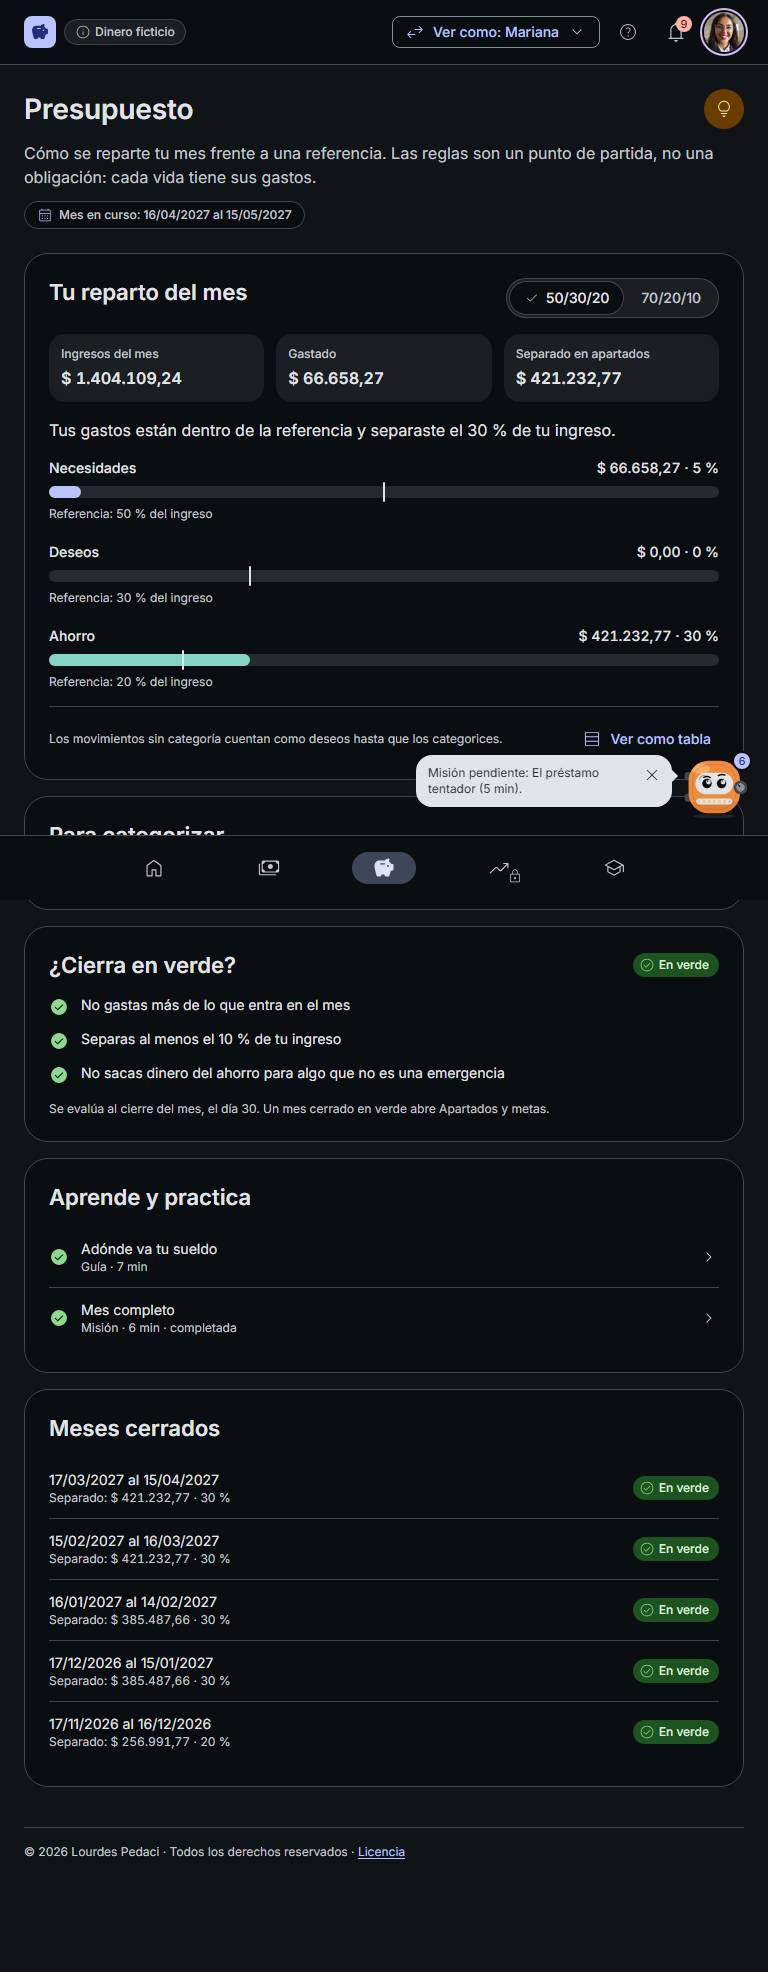 Dinero ficticio
Ver como: Mariana
9
Presupuesto
Cómo se reparte tu mes frente a una referencia. Las reglas son un punto de partida, no una
obligación: cada vida tiene sus gastos.
Mes en curso: 16/04/2027 al 15/05/2027
Tu reparto del mes
50/30/20
70/20/10
Ingresos del mes
$ 1.404.109,24
Gastado
$ 66.658,27
Separado en apartados
$ 421.232,77
Tus gastos están dentro de la referencia y separaste el 30 % de tu ingreso.
Necesidades
$ 66.658,27 · 5 %
Referencia: 50 % del ingreso
Deseos
$ 0,00 · 0 %
Referencia: 30 % del ingreso
Ahorro
$ 421.232,77 · 30 %
Referencia: 20 % del ingreso
Los movimientos sin categoría cuentan como deseos hasta que los categorices.
Ver como tabla
Misión pendiente: El préstamo
tentador (5 min).
6
Para categorizar
¿Cierra en verde?
En verde
No gastas más de lo que entra en el mes
Separas al menos el 10 % de tu ingreso
No sacas dinero del ahorro para algo que no es una emergencia
Se evalúa al cierre del mes, el día 30. Un mes cerrado en verde abre Apartados y metas.
Aprende y practica
Adónde va tu sueldo
Guía · 7 min
Mes completo
Misión · 6 min · completada
Meses cerrados
17/03/2027 al 15/04/2027
Separado: $ 421.232,77 · 30 %
En verde
15/02/2027 al 16/03/2027
Separado: $ 421.232,77 · 30 %
En verde
16/01/2027 al 14/02/2027
Separado: $ 385.487,66 · 30 %
En verde
17/12/2026 al 15/01/2027
Separado: $ 385.487,66 · 30 %
En verde
17/11/2026 al 16/12/2026
Separado: $ 256.991,77 · 20 %
En verde
© 2026 Lourdes Pedaci · Todos los derechos reservados · Licencia